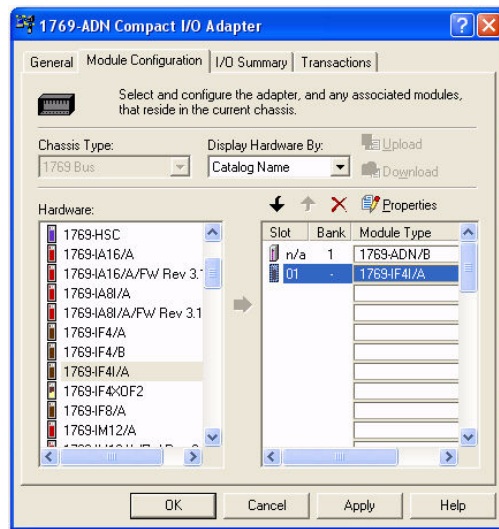 1769-ADN Compact I/O Adapter
General Module Configuration I/O Summary Transactions
Select and configure the adapter, and any associated modules,
that reside in the current chassis.
Chassis Type:
1769 Bus
Display Hardware By:
Catalog Name
Upload
Download
Hardware:
1769-HSC
1769-IA16/A
1769-IA16/A/FW Rev 3.1
1769-IA8I/A
1769-IA8I/A/FW Rev 3.1
1769-IF4/A
1769-IF4/B
1769-IF4I/A
1769-IF4XOF2
1769-IF8/A
1769-IM12/A
Properties
Slot Bank Module Type
n/a 1 1769-ADN/B
01 - 1769-IF4I/A
OK Cancel Apply Help